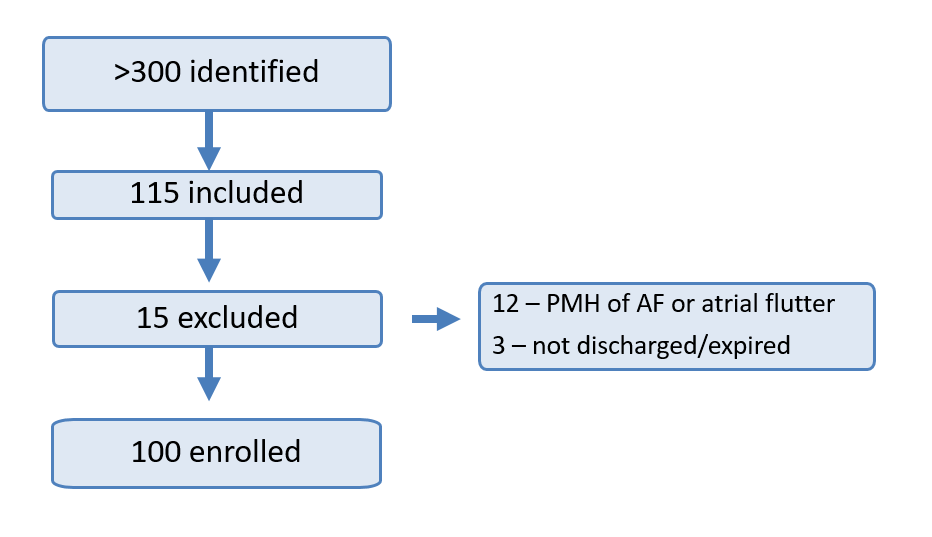 >300 identified
115 included
15 excluded
12 – PMH of AF or atrial flutter
3 – not discharged/expired
100 enrolled